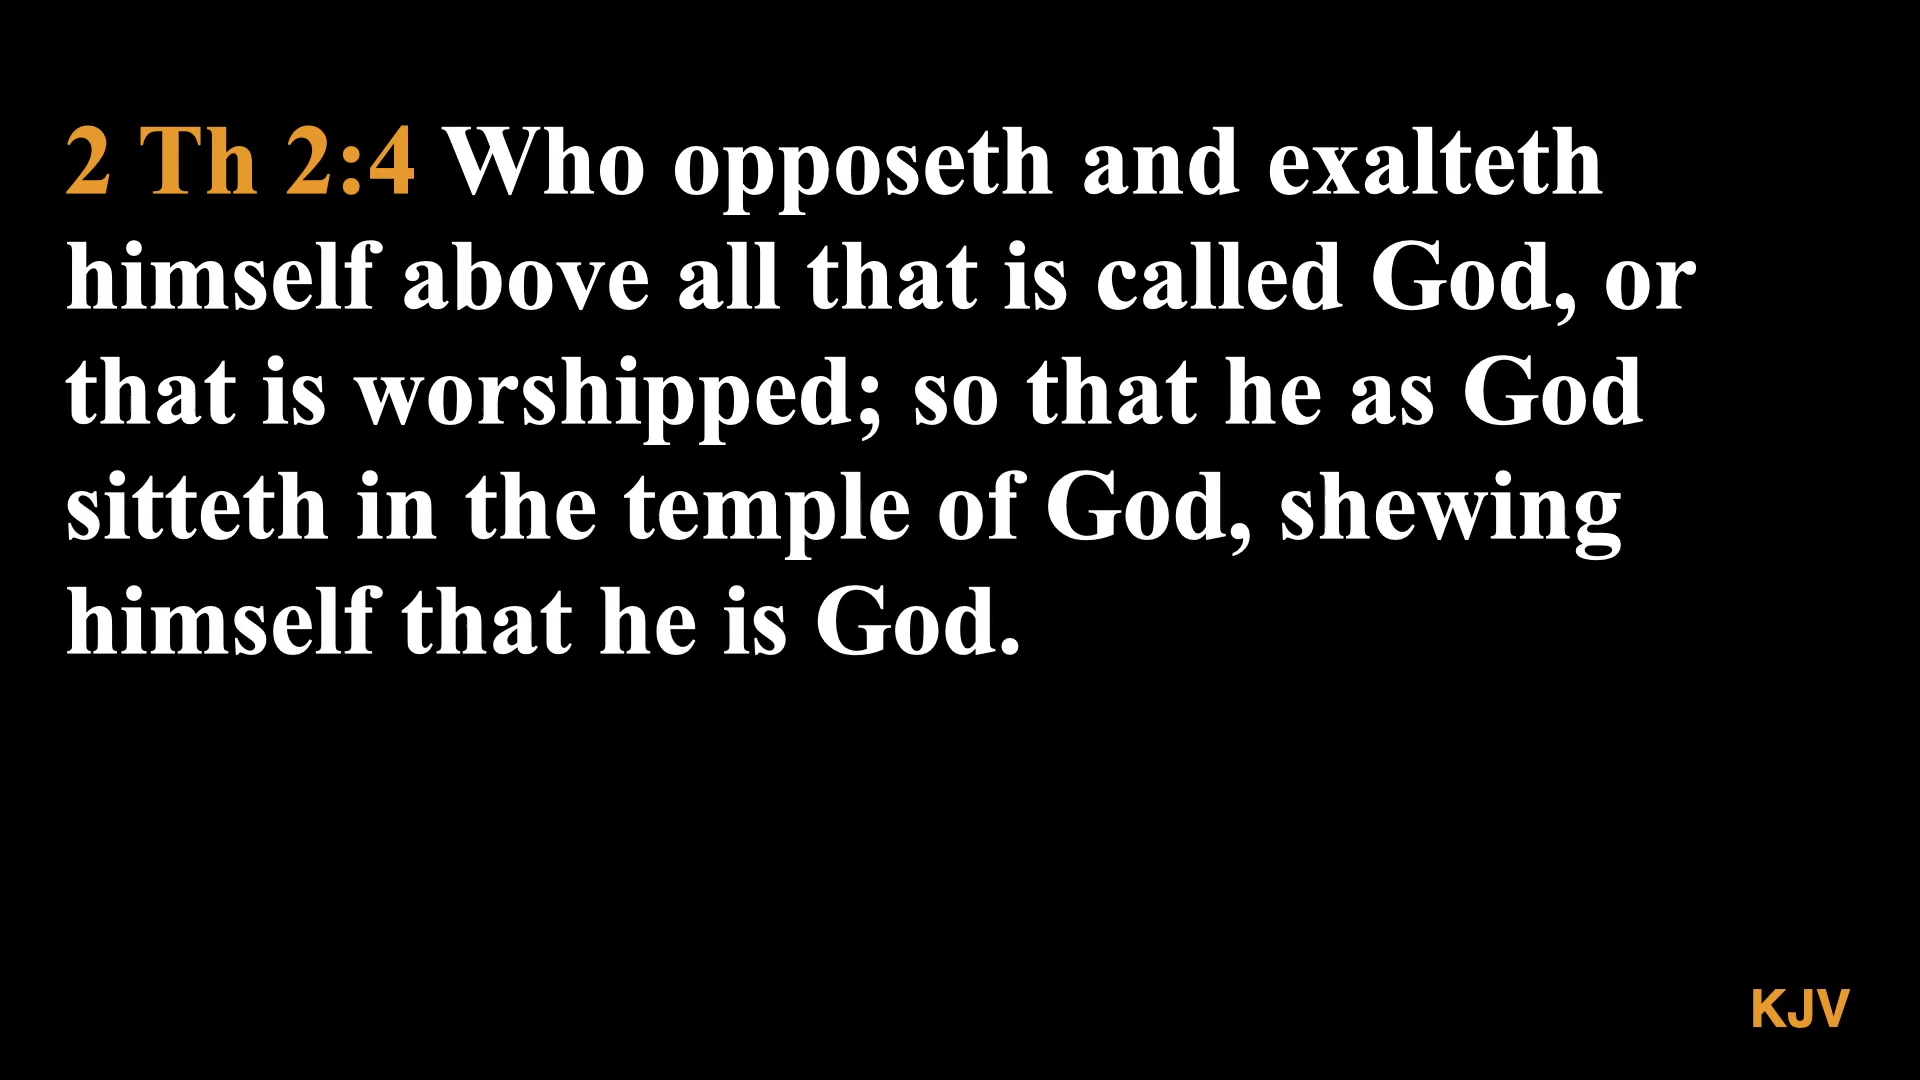 2 Th 2:4 Who opposeth and exalteth
himself above all that is called God, or
that is worshipped; so that he as God
sitteth in the temple of God, shewing
himself that he is God.
KJV